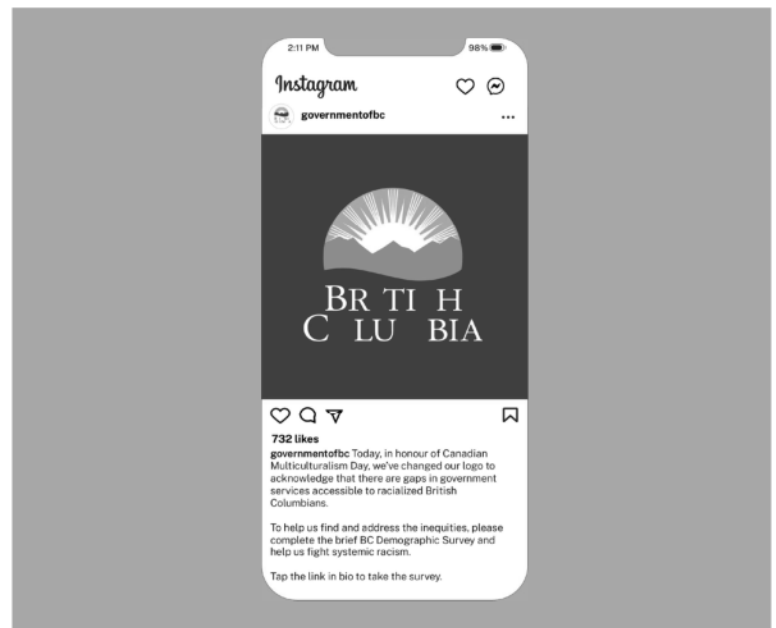 2:11 PM 98%
Instagram
governmentofbc
BR TI H
C LU BIA
732 likes
governmentofbc Today, in honour of Canadian
Multiculturalism Day, we've changed our logo to
acknowledge that there are gaps in government
services accessible to racialized British
Columbians.
To help us find and address the inequities, please
complete the brief BC Demographic Survey and
help us fight systemic racism.
Tap the link in bio to take the survey.